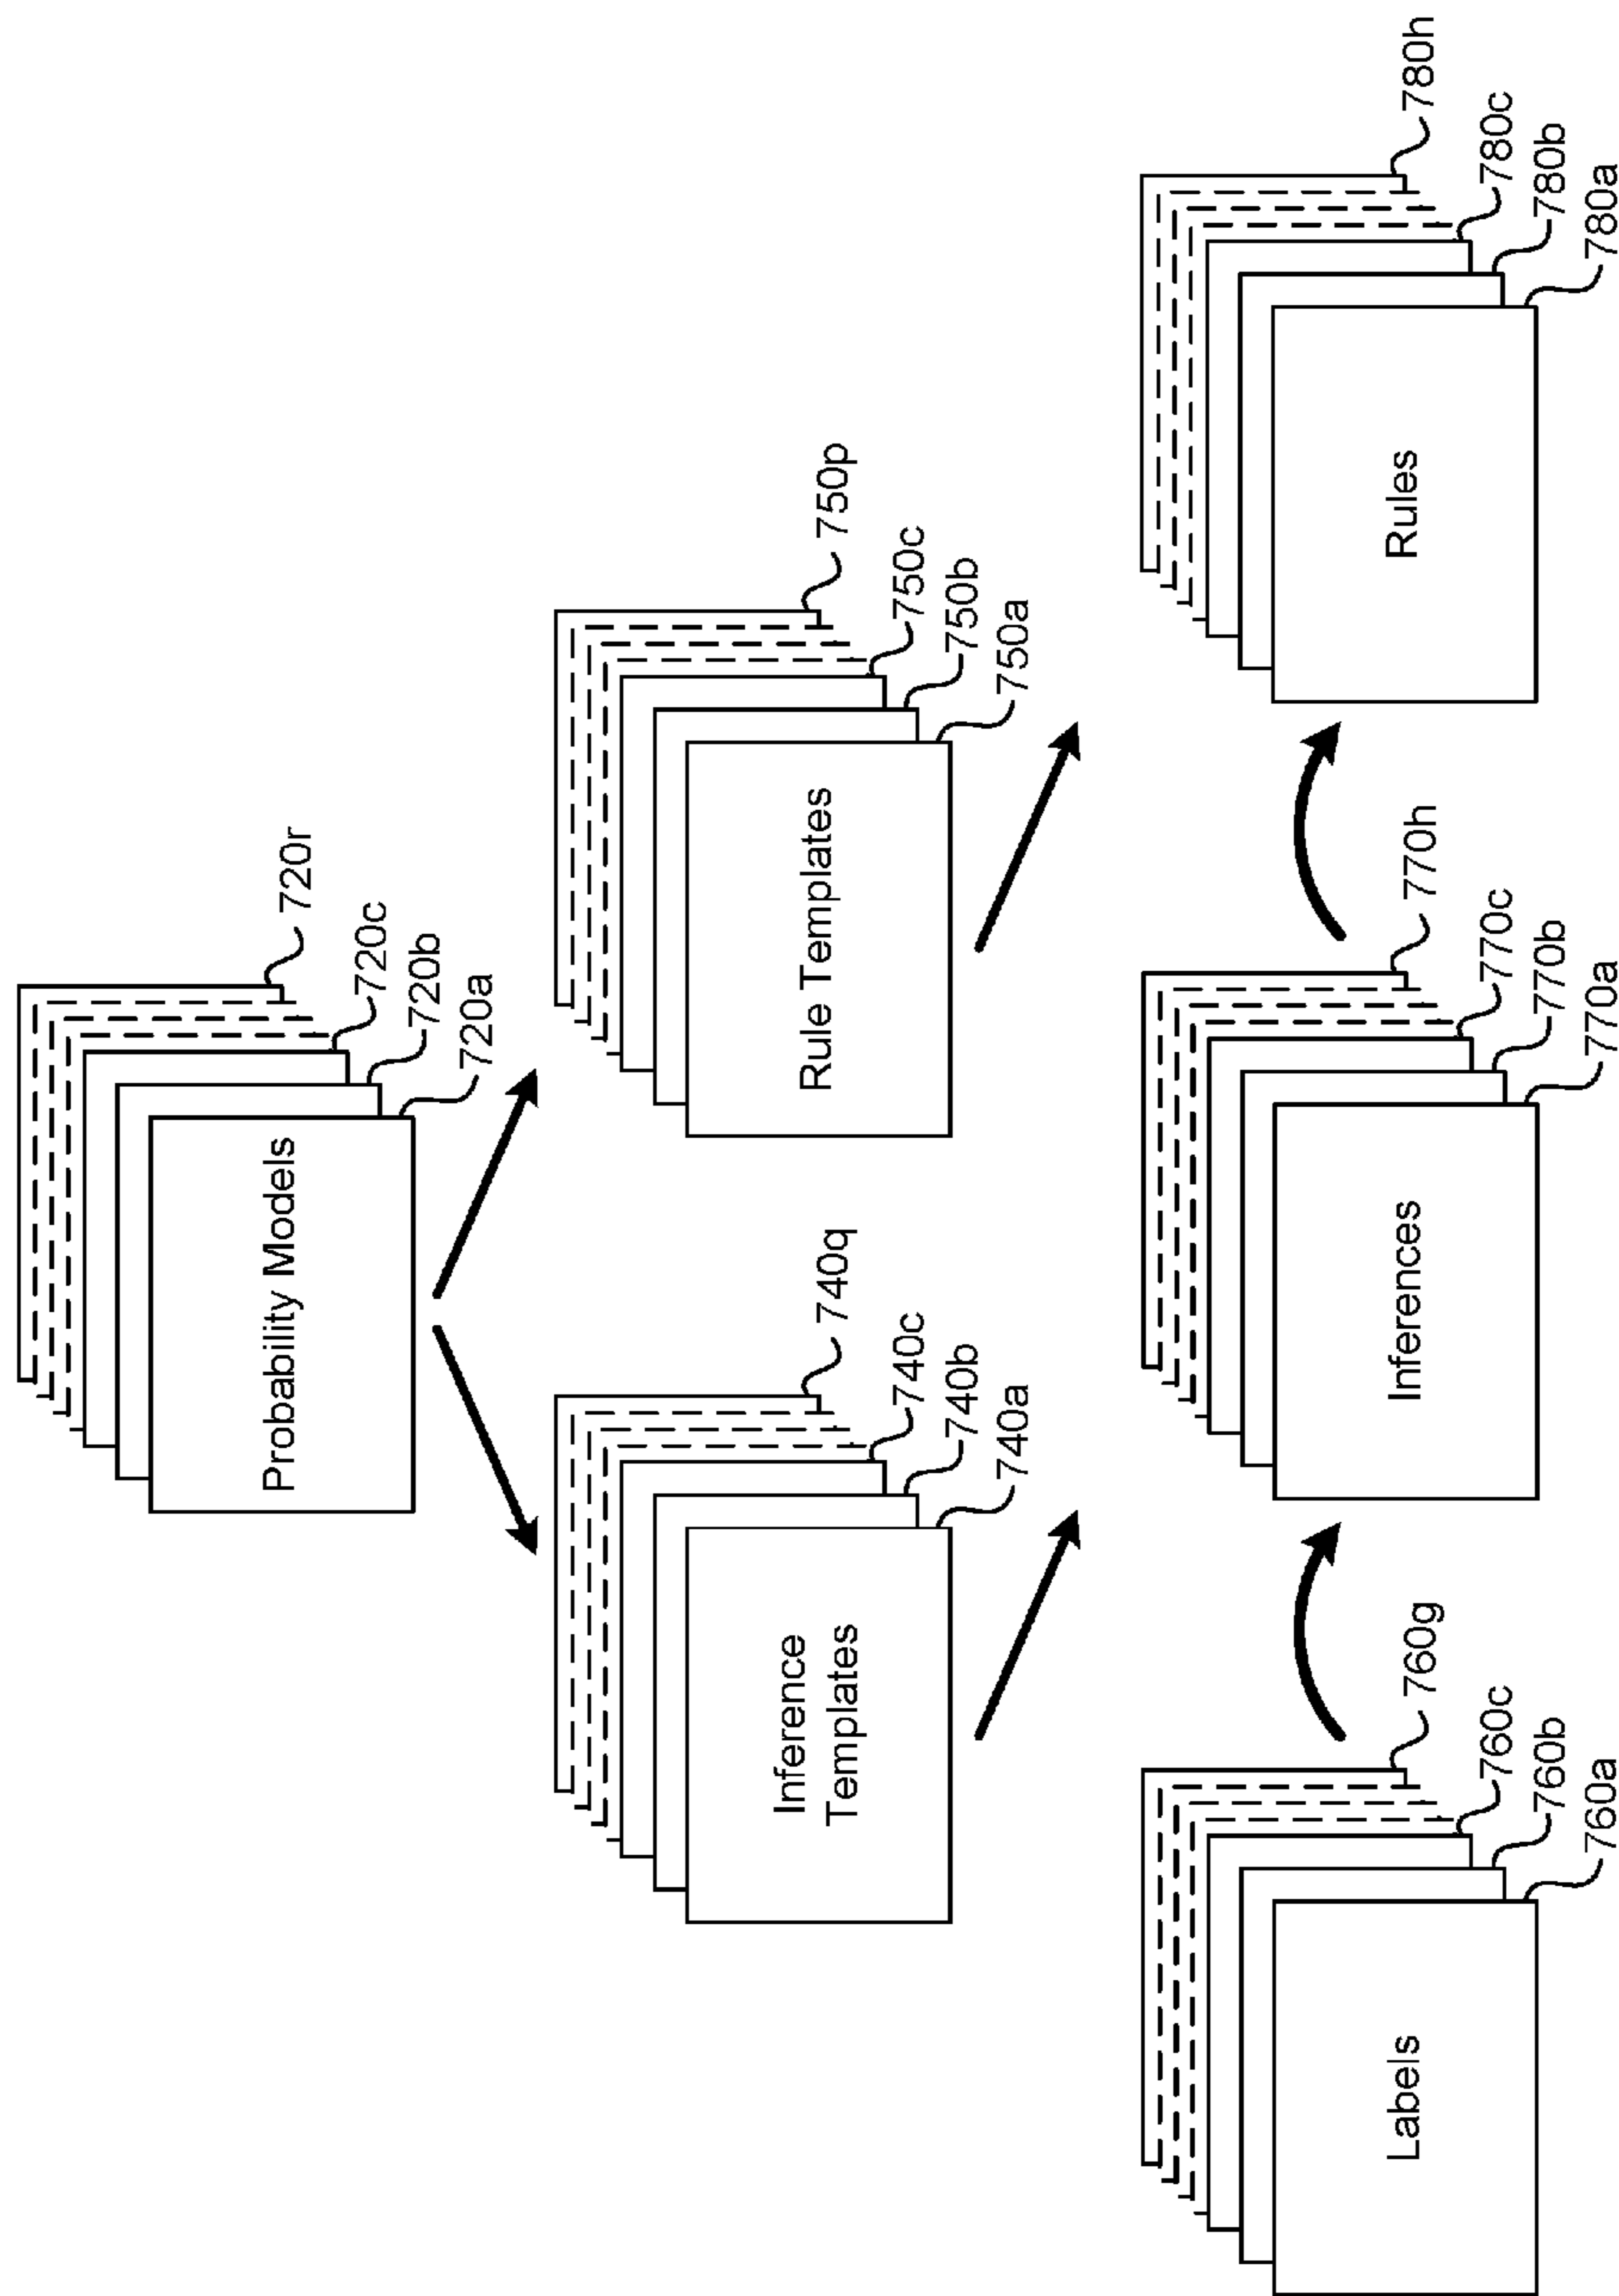 Probability Models
720r
720c
720b
720a
Inference
Templates
740q
740c
740b
740a
Rule Templates
750p
750c
750b
750a
Labels
760g
760c
760b
760a
Inferences
770h
770c
770b
770a
Rules
780h
780c
780b
780a